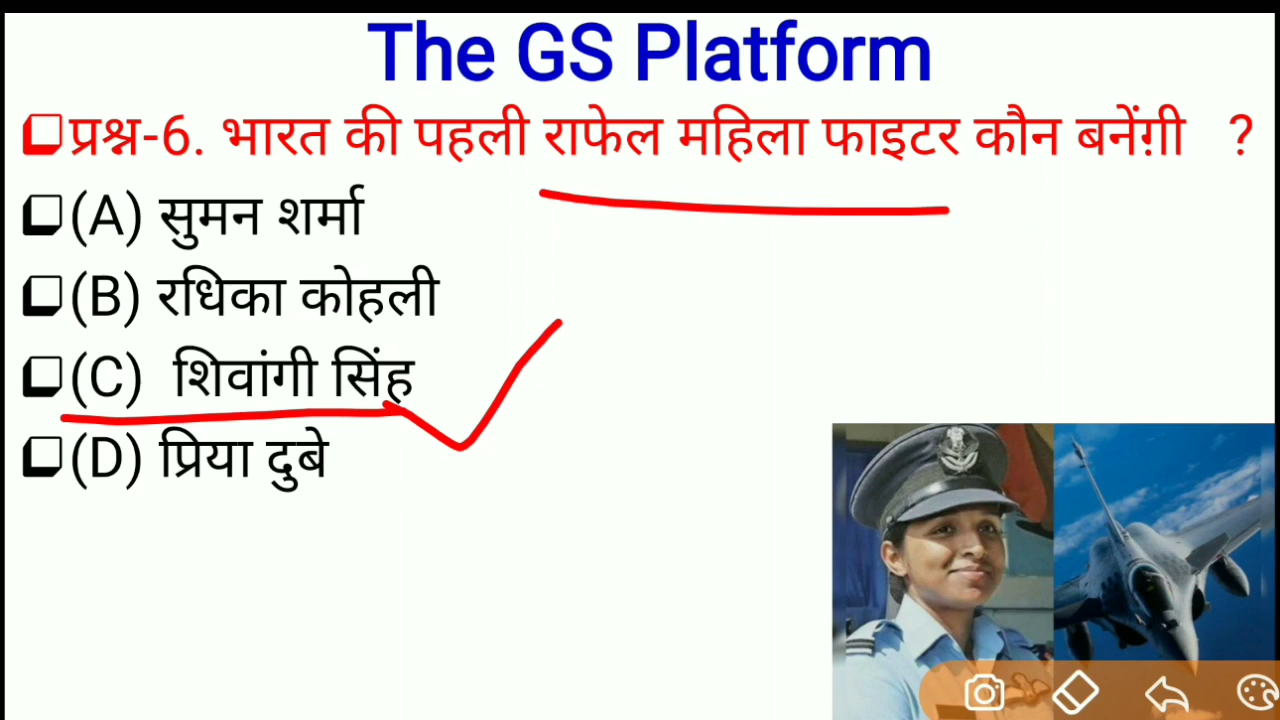 The GS Platform
❑प्रश्न-6. भारत की पहली राफेल महिला फाइटर कौन बनेंग़ी ?
❑(A) सुमन शर्मा
❑(B) रधिका कोहली
❑(C) शिवांगी सिंह
❑(D) प्रिया दुबे